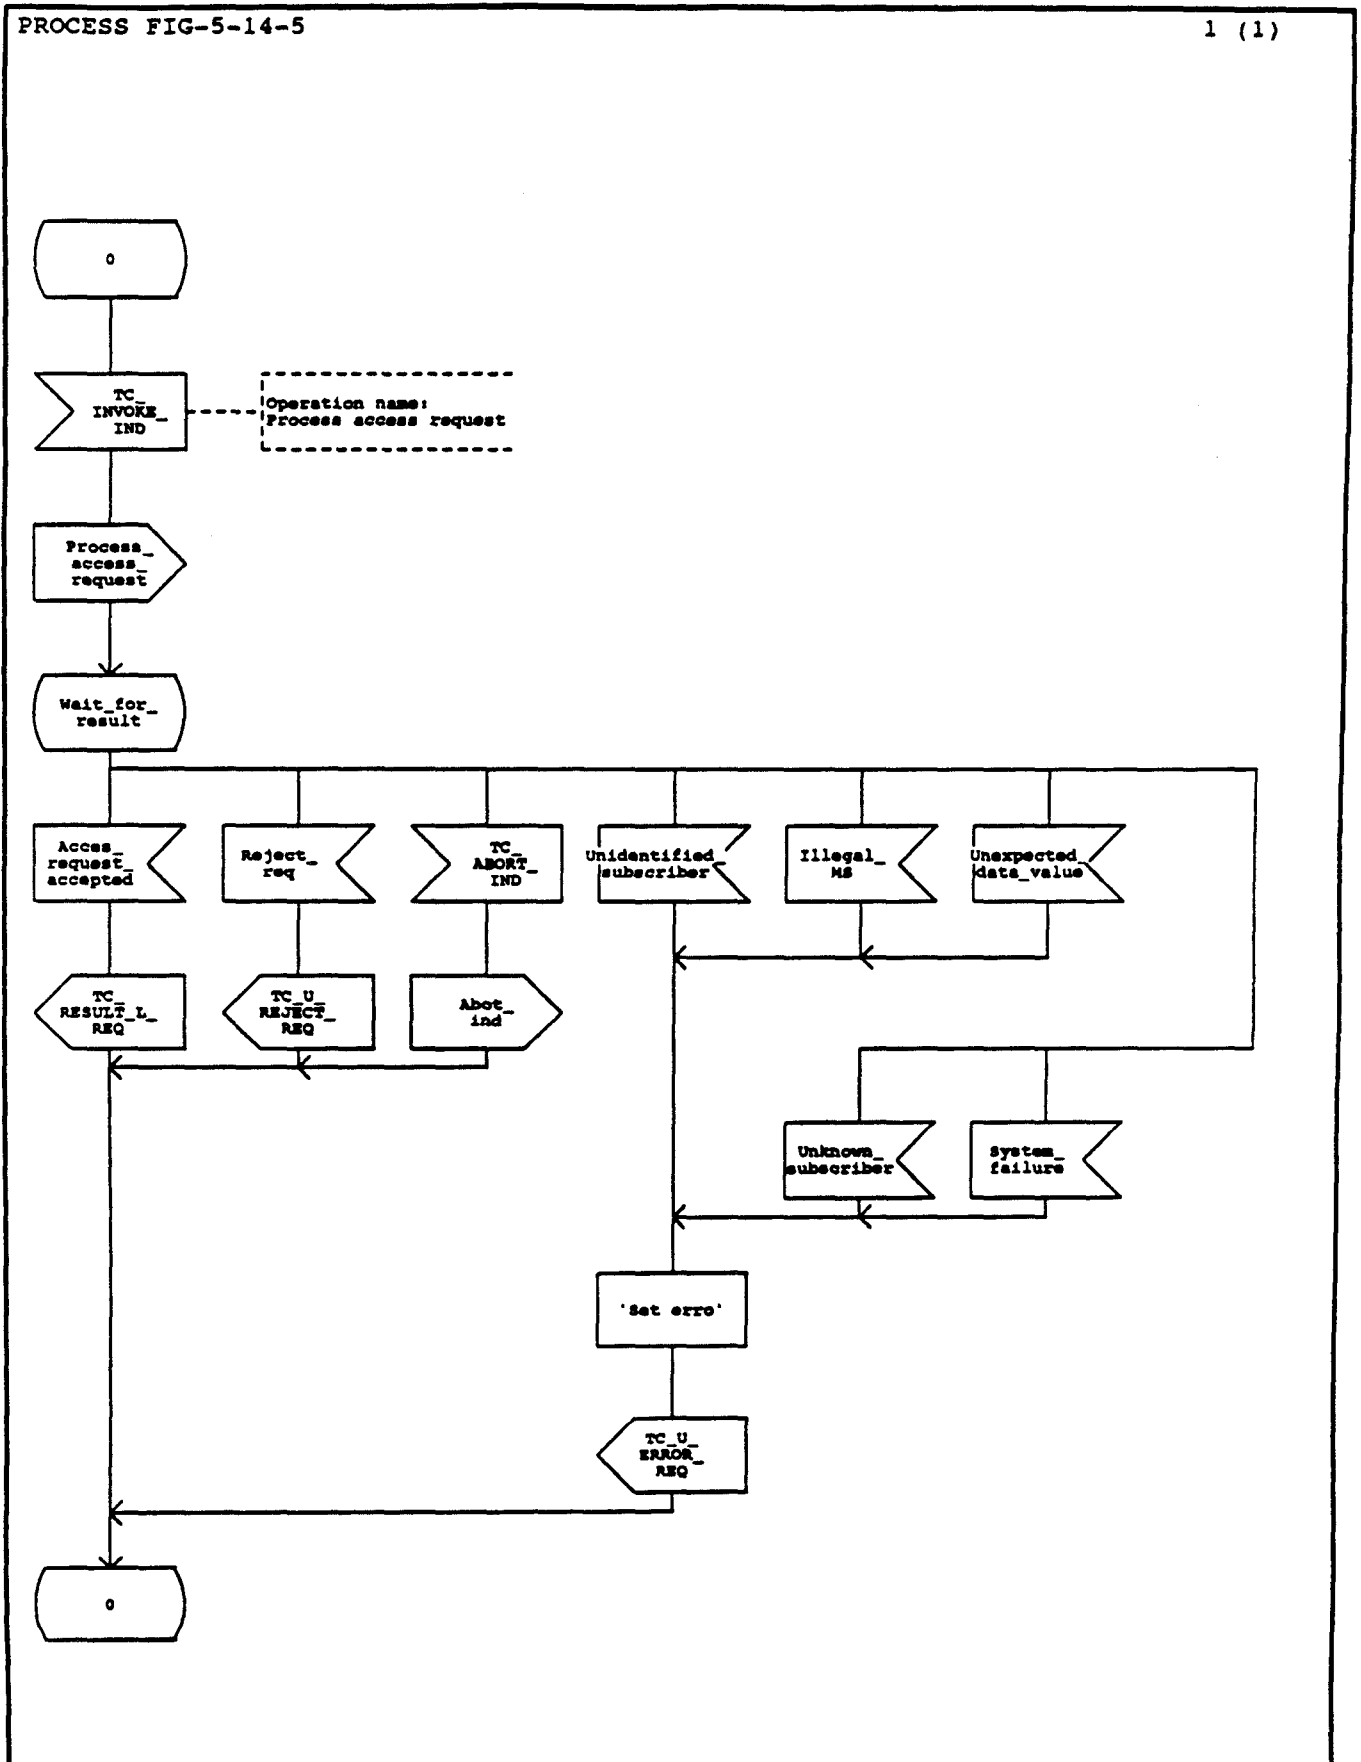 PROCESS FIG-5-14-5
1 (1)
0
TC_
INVOKE_
IND
Operation name:
Process access request
Process_
access_
request
Wait_for_
result
Acces_
request_
accepted
Reject_
req
TC_
ABORT_
IND
Unidentified_
subscriber
Illegal_
MS
Unexpected_
data_value
TC_
RESULT_L_
REQ
TC_U_
REJECT_
REQ
Abot_
ind
Unknown_
subscriber
System_
failure
'Set erro'
TC_U_
ERROR_
REQ
0